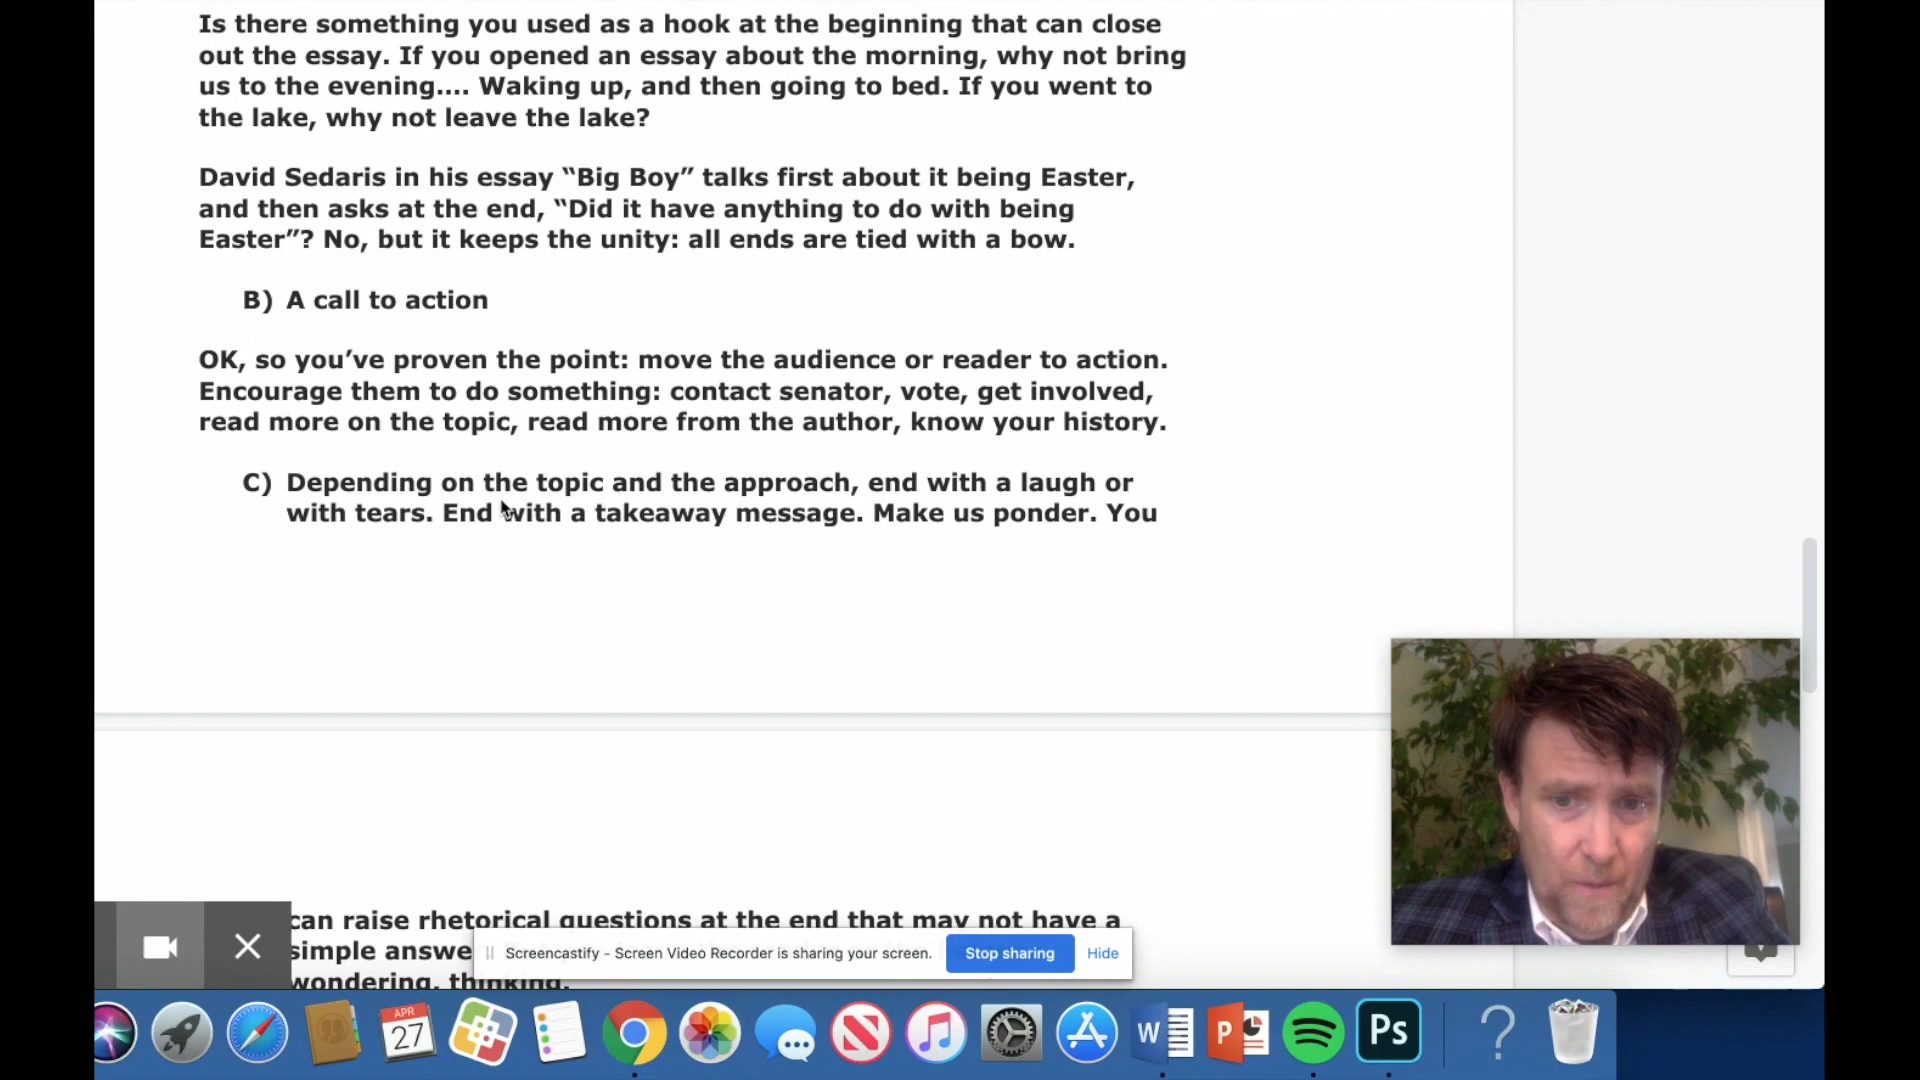 Is there something you used as a hook at the beginning that can close
out the essay. If you opened an essay about the morning, why not bring
us to the evening.... Waking up, and then going to bed. If you went to
the lake, why not leave the lake?
David Sedaris in his essay “Big Boy” talks first about it being Easter,
and then asks at the end, “Did it have anything to do with being
Easter”? No, but it keeps the unity: all ends are tied with a bow.
B) A call to action
OK, so you’ve proven the point: move the audience or reader to action.
Encourage them to do something: contact senator, vote, get involved,
read more on the topic, read more from the author, know your history.
C) Depending on the topic and the approach, end with a laugh or
with tears. End with a takeaway message. Make us ponder. You
can raise rhetorical questions at the end that may not have a
simple answe
Screencastify - Screen Video Recorder is sharing your screen.
Stop sharing
Hide
wondering, thinking.
APR
27
W
P
Ps
?